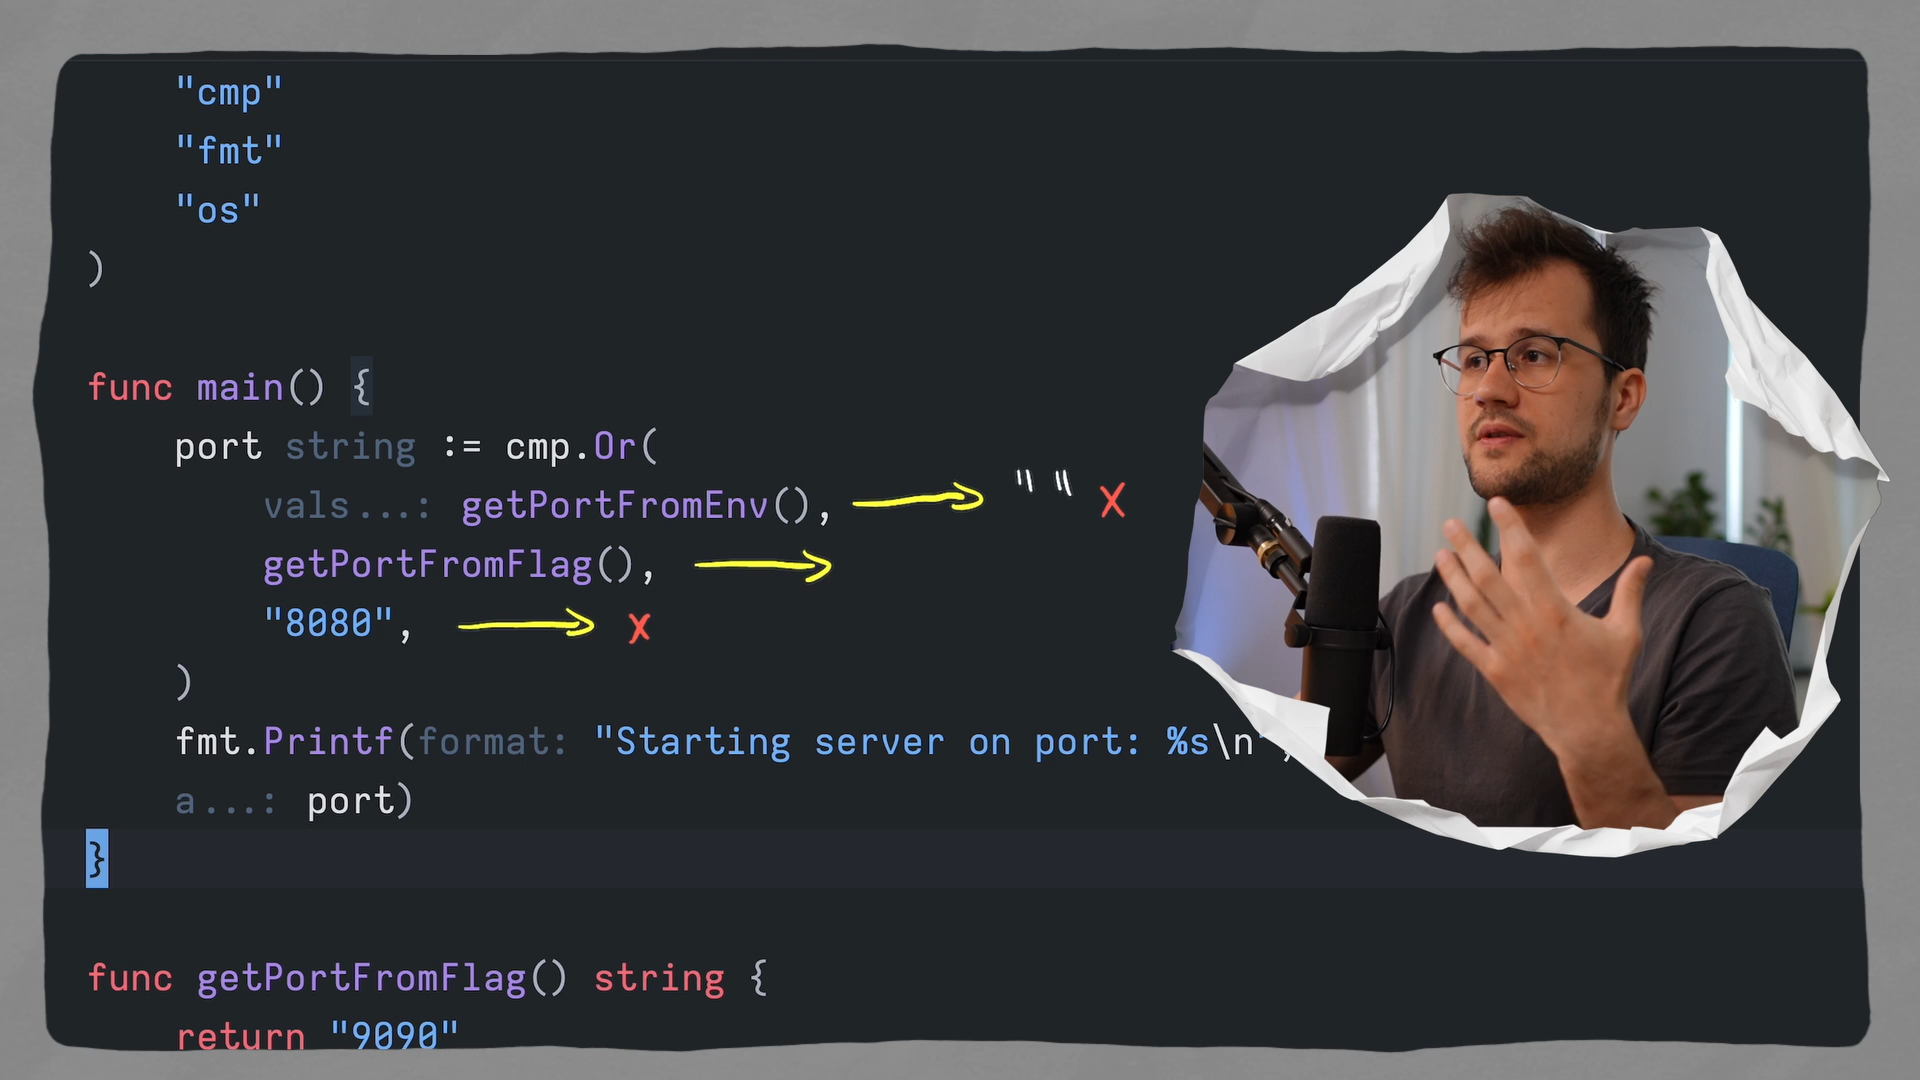 "cmp"
"fmt"
"os"
)
func main() {
port string := cmp.Or(
vals...: getPortFromEnv(), " " X
getPortFromFlag(),
"8080", X
)
fmt.Printf(format: "Starting server on port: %s\n",
a...: port)
}
func getPortFromFlag() string {
return "9090"